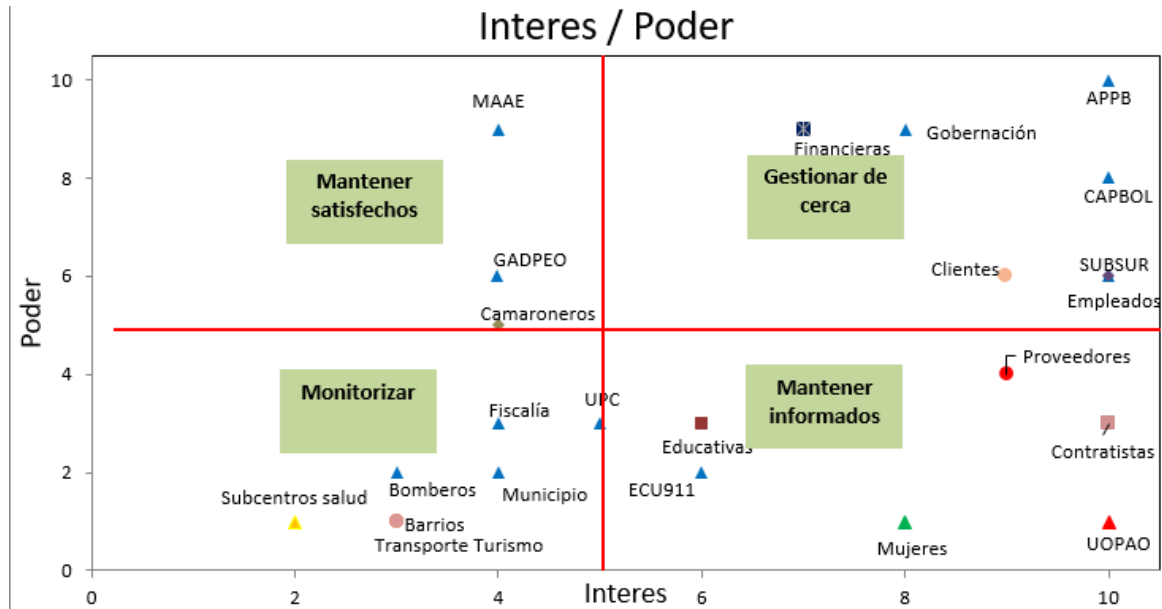 Interes / Poder
10
MAAE
APPB
Gobernación
Financieras
8
Mantener
satisfechos
Gestionar de
cerca
CAPBOL
GADPEO
Clientes
SUBSUR
6
Empleados
Camaroneros
Poder
4
Proveedores
Monitorizar
Mantener
informados
Fiscalía
UPC
Educativas
Contratistas
2
Bomberos
Municipio
ECU911
Subcentros salud
Barrios
Transporte Turismo
Mujeres
UOPAO
0
0
2
4
Interes
6
8
10